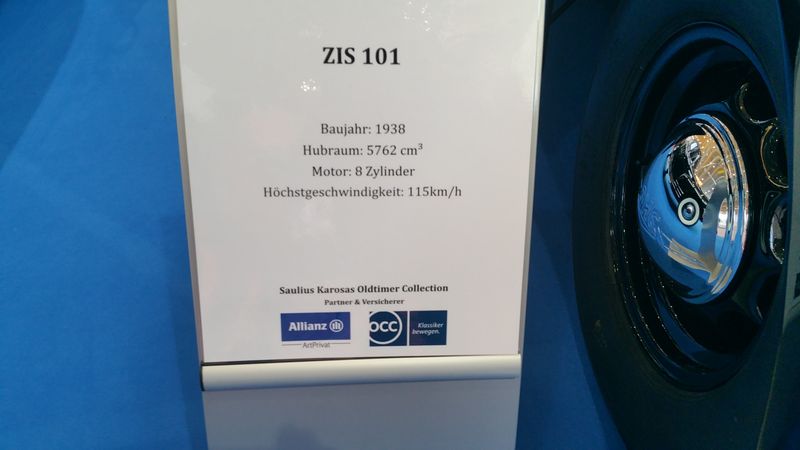 ZIS 101
Baujahr: 1938
Hubraum: 5762 cm³
Motor: 8 Zylinder
Höchstgeschwindigkeit: 115km/h
Saulius Karosas Oldtimer Collection
Partner & Versicherer
Allianz
ArtPrivat
OCC
Klassiker
bewegen.